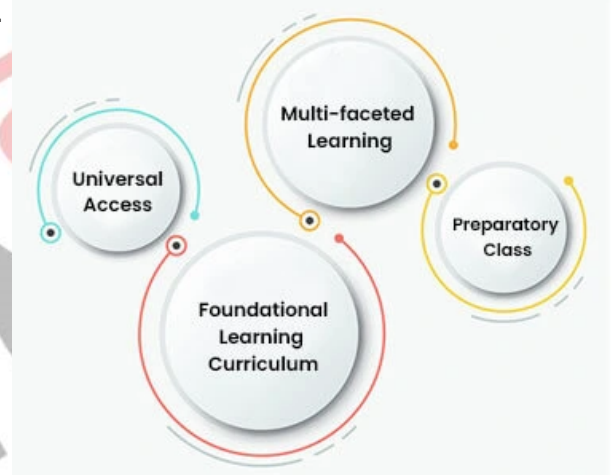 Universal
Access
Multi-faceted
Learning
Foundational
Learning
Curriculum
Preparatory
Class